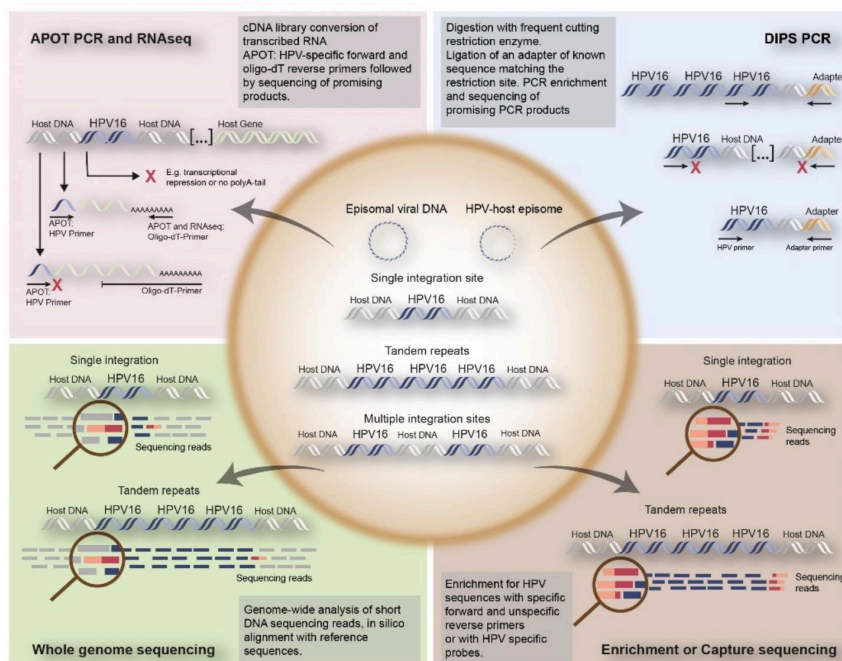 APOT PCR and RNAseq
cDNA library conversion of
transcribed RNA
APOT: HPV-specific forward and
oligo-dT reverse primers followed
by sequencing of promising
products.
Host DNA HPV16 Host DNA Host Gene
[...]
X
E.g. transcriptional
repression or no polyA-tail
AAAAAAAAA
APOT:
HPV Primer
APOT and RNAseq:
Oligo-dT-Primer
AAAAAAAAA
X
APOT:
HPV Primer
Oligo-dT-Primer
Digestion with frequent cutting
restriction enzyme.
Ligation of an adapter of known
sequence matching the
restriction site. PCR enrichment
and sequencing of
promising PCR products
DIPS PCR
HPV16 HPV16 HPV16 Adapter
HPV16 Host DNA Adapter
[...]
X X
HPV16 Adapter
HPV primer Adapter primer
Episomal viral DNA HPV-host episome
Single integration site
Host DNA HPV16 Host DNA
Tandem repeats
Host DNA HPV16 HPV16 HPV16 Host DNA
Multiple integration sites
Host DNA HPV16 Host DNA HPV16 Host DNA
Single integration
Host DNA HPV16 Host DNA
Sequencing reads
Tandem repeats
Host DNA HPV16 HPV16 HPV16 Host DNA
Sequencing reads
Genome-wide analysis of short
DNA sequencing reads, in silico
alignment with reference
sequences.
Whole genome sequencing
Single integration
Host DNA HPV16 Host DNA
Sequencing
reads
Tandem repeats
Host DNA HPV16 HPV16 HPV16 Host DNA
Sequencing
reads
Enrichment for HPV
sequences with specific
forward and unspecific
reverse primers
or with HPV specific
probes.
Enrichment or Capture sequencing